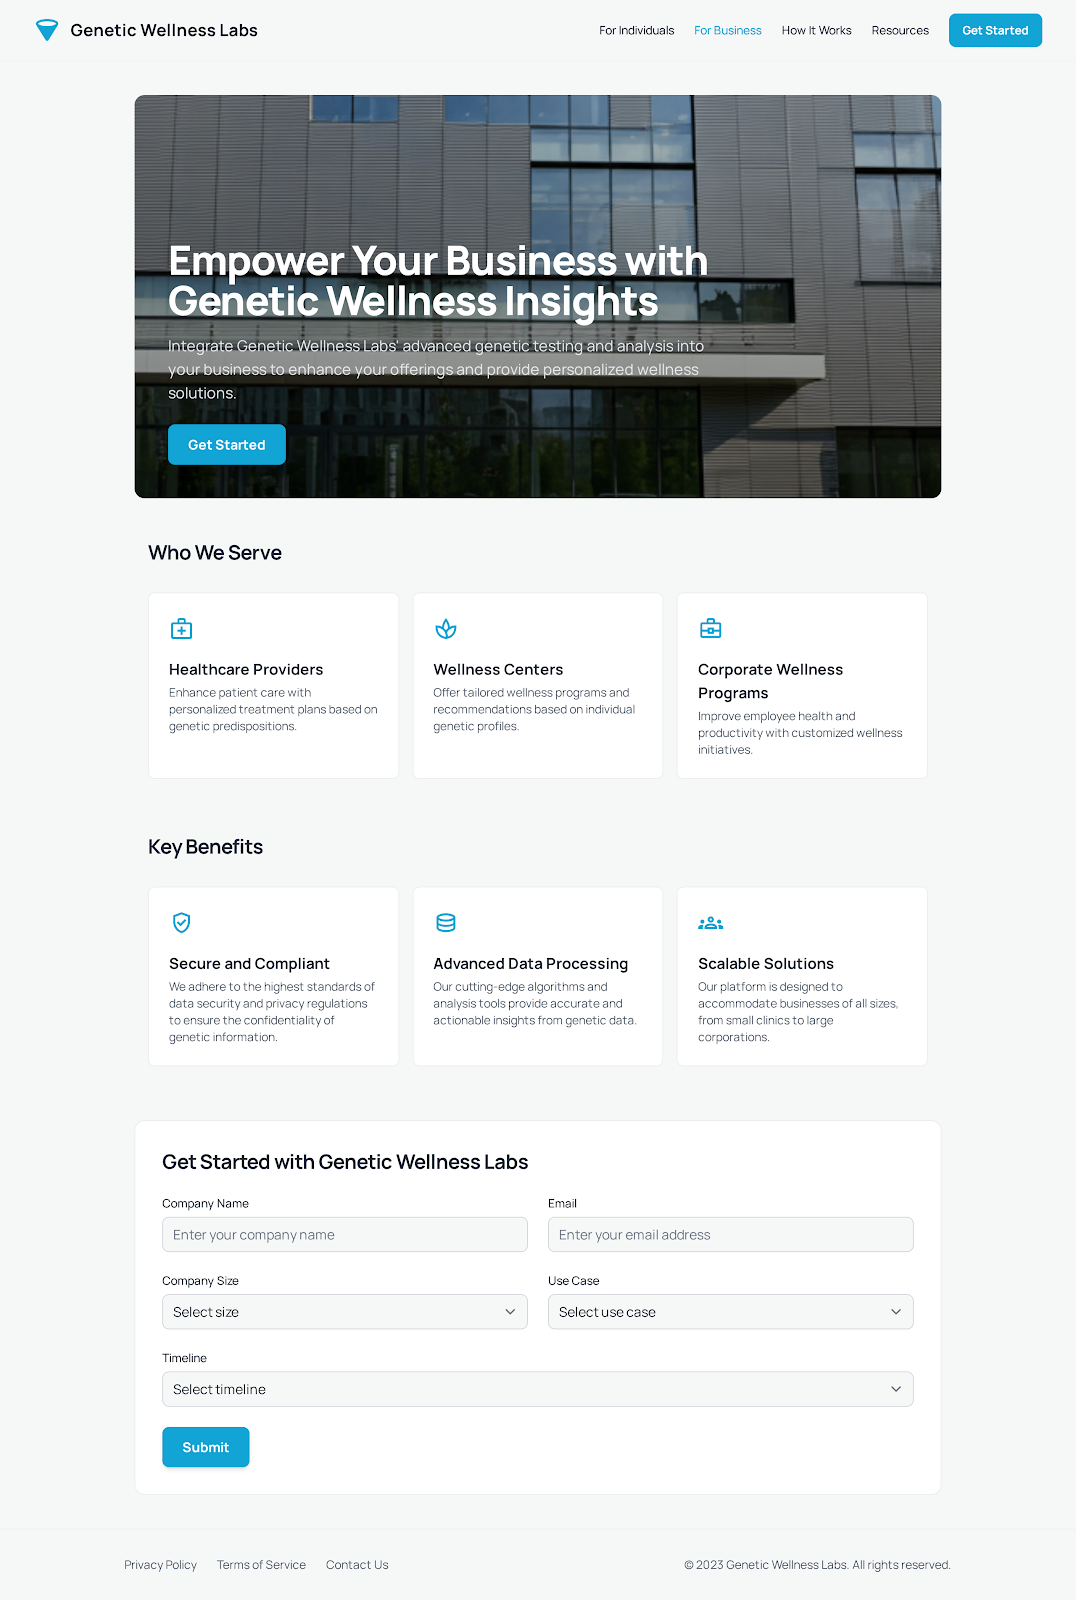 Genetic Wellness Labs
For Individuals
For Business
How It Works
Resources
Get Started
Empower Your Business with
Genetic Wellness Insights
Integrate Genetic Wellness Labs' advanced genetic testing and analysis into
your business to enhance your offerings and provide personalized wellness
solutions.
Get Started
Who We Serve
Healthcare Providers
Enhance patient care with
personalized treatment plans based on
genetic predispositions.
Wellness Centers
Offer tailored wellness programs and
recommendations based on individual
genetic profiles.
Corporate Wellness
Programs
Improve employee health and
productivity with customized wellness
initiatives.
Key Benefits
Secure and Compliant
We adhere to the highest standards of
data security and privacy regulations
to ensure the confidentiality of
genetic information.
Advanced Data Processing
Our cutting-edge algorithms and
analysis tools provide accurate and
actionable insights from genetic data.
Scalable Solutions
Our platform is designed to
accommodate businesses of all sizes,
from small clinics to large
corporations.
Get Started with Genetic Wellness Labs
Company Name
Enter your company name
Email
Enter your email address
Company Size
Select size
Use Case
Select use case
Timeline
Select timeline
Submit
Privacy Policy
Terms of Service
Contact Us
© 2023 Genetic Wellness Labs. All rights reserved.